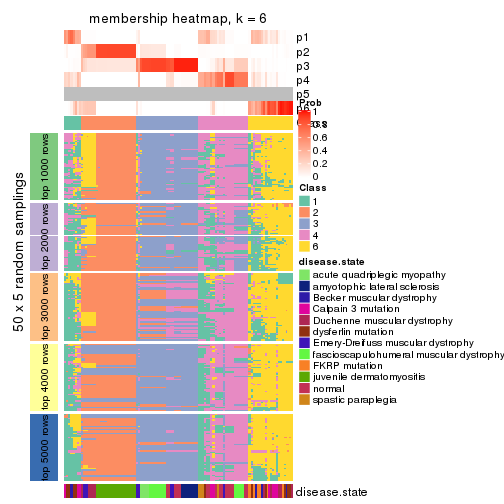 membership heatmap, k = 6
p1
p2
p3
p4
p5
p6
Prob
1
0.8
0.6
0.4
0.2
0
Class
1
2
3
4
6
disease.state
acute quadriplegic myopathy
amyotrophic lateral sclerosis
Becker muscular dystrophy
Calpain 3 mutation
Duchenne muscular dystrophy
dysferlin mutation
Emery-Dreifuss muscular dystrophy
fascioscapulohumeral muscular dystrophy
FKRP mutation
juvenile dermatomyositis
normal
spastic paraplegia
50 x 5 random samplings
top 1000 rows
top 2000 rows
top 3000 rows
top 4000 rows
top 5000 rows
disease.state